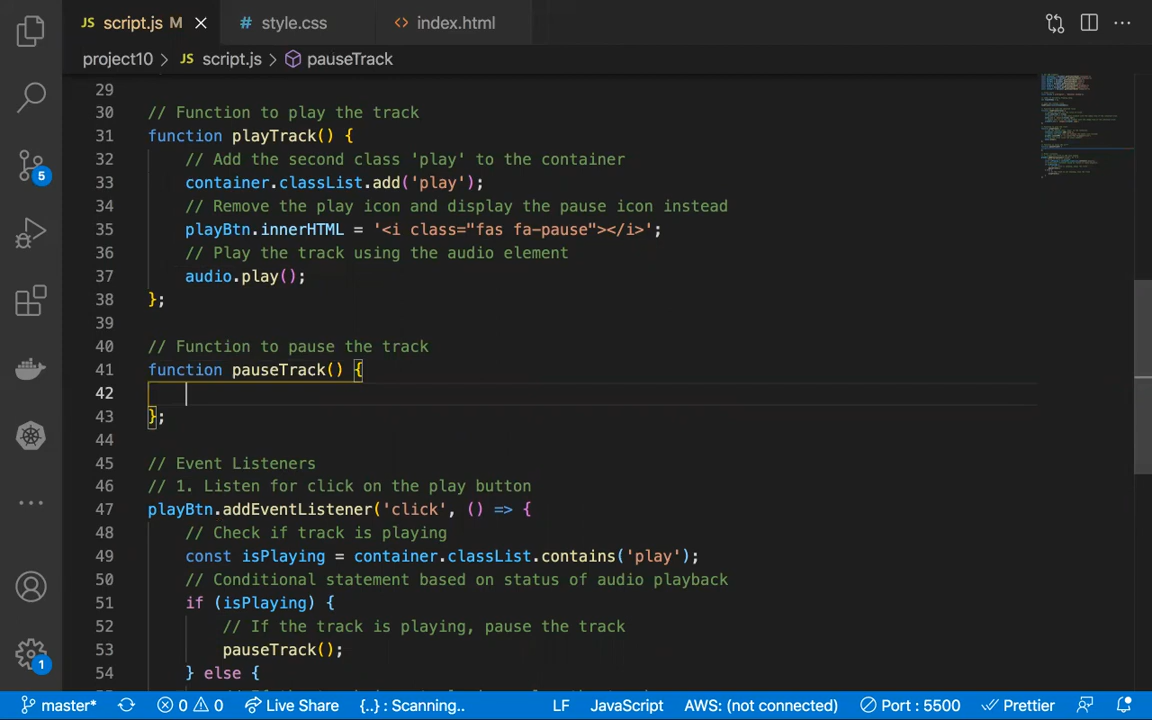 JS script.js M
# style.css
<> index.html
project10 > JS script.js > pauseTrack
29
30 // Function to play the track
31 function playTrack() {
32 // Add the second class 'play' to the container
33 container.classList.add('play');
34 // Remove the play icon and display the pause icon instead
35 playBtn.innerHTML = '<i class="fas fa-pause"></i>';
36 // Play the track using the audio element
37 audio.play();
38 };
39
40 // Function to pause the track
41 function pauseTrack() {
42
43 };
44
45 // Event Listeners
46 // 1. Listen for click on the play button
47 playBtn.addEventListener('click', () => {
48 // Check if track is playing
49 const isPlaying = container.classList.contains('play');
50 // Conditional statement based on status of audio playback
51 if (isPlaying) {
52 // If the track is playing, pause the track
53 pauseTrack();
54 } else {
5
1
master* 0 0 Live Share {..} : Scanning.. LF JavaScript AWS: (not connected) Port : 5500 Prettier